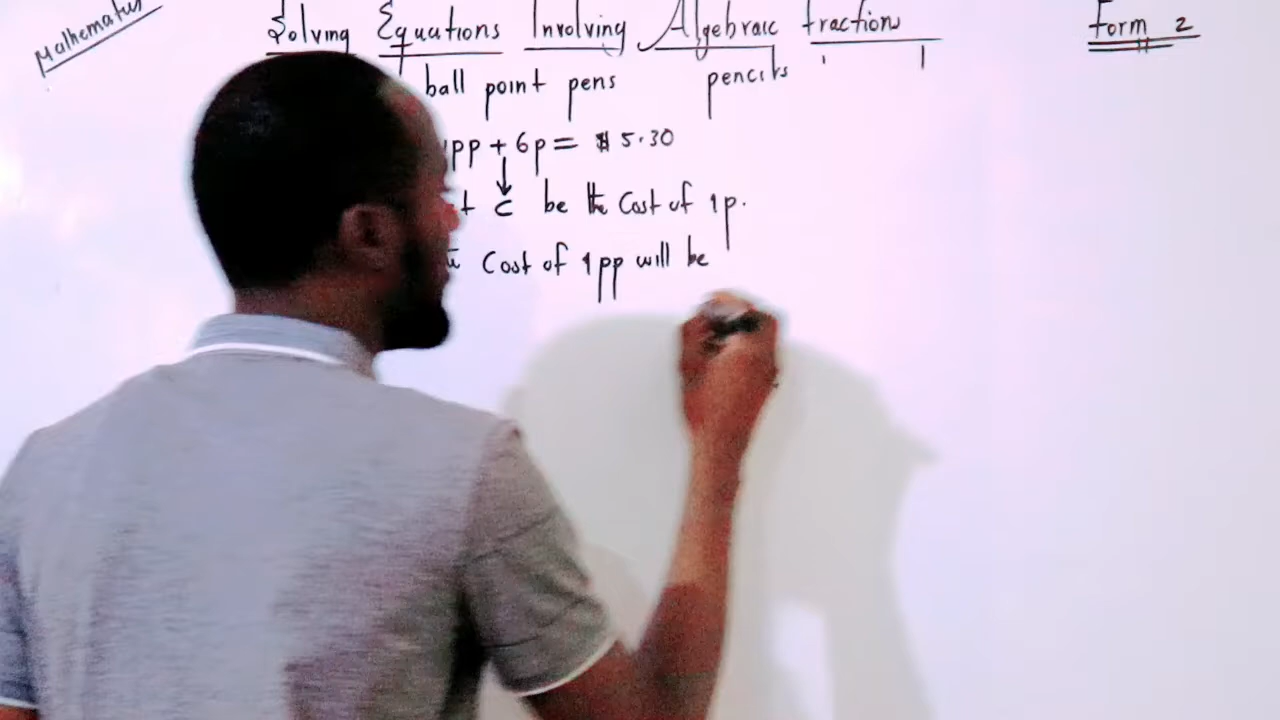 Mathematics
Solving Equations Involving Algebraic fraction
Form 2
ball point pens pencils
pp + 6p = $ 5.30
c be the Cost of 1p.
Cost of 1pp will be